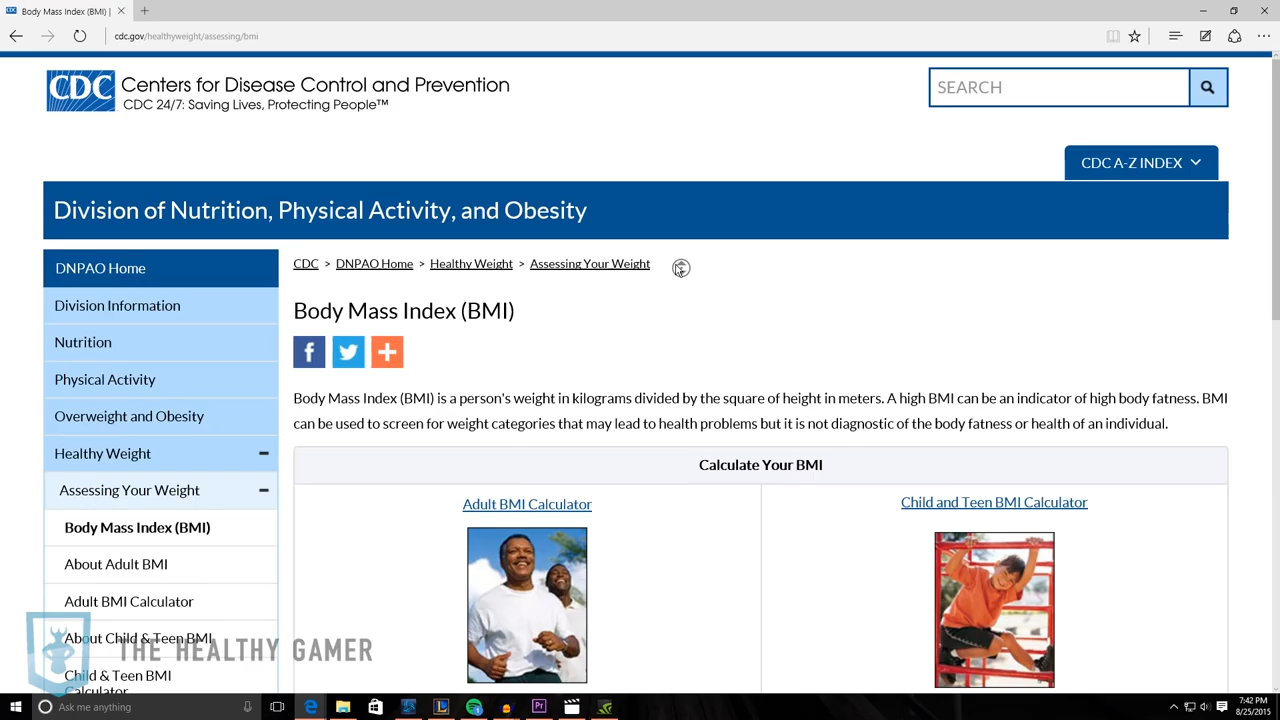 Body Mass Index (BMI) |
cdc.gov/healthyweight/assessing/bmi
CDC
Centers for Disease Control and Prevention
CDC 24/7: Saving Lives, Protecting People™
SEARCH
CDC A-Z INDEX
Division of Nutrition, Physical Activity, and Obesity
DNPAO Home
Division Information
Nutrition
Physical Activity
Overweight and Obesity
Healthy Weight
Assessing Your Weight
Body Mass Index (BMI)
About Adult BMI
Adult BMI Calculator
About Child & Teen BMI
Child & Teen BMI
Calculator
CDC > DNPAO Home > Healthy Weight > Assessing Your Weight
Body Mass Index (BMI)
Body Mass Index (BMI) is a person's weight in kilograms divided by the square of height in meters. A high BMI can be an indicator of high body fatness. BMI
can be used to screen for weight categories that may lead to health problems but it is not diagnostic of the body fatness or health of an individual.
Calculate Your BMI
Adult BMI Calculator
Child and Teen BMI Calculator
THE HEALTHY GAMER
Ask me anything
7:42 PM
8/25/2015